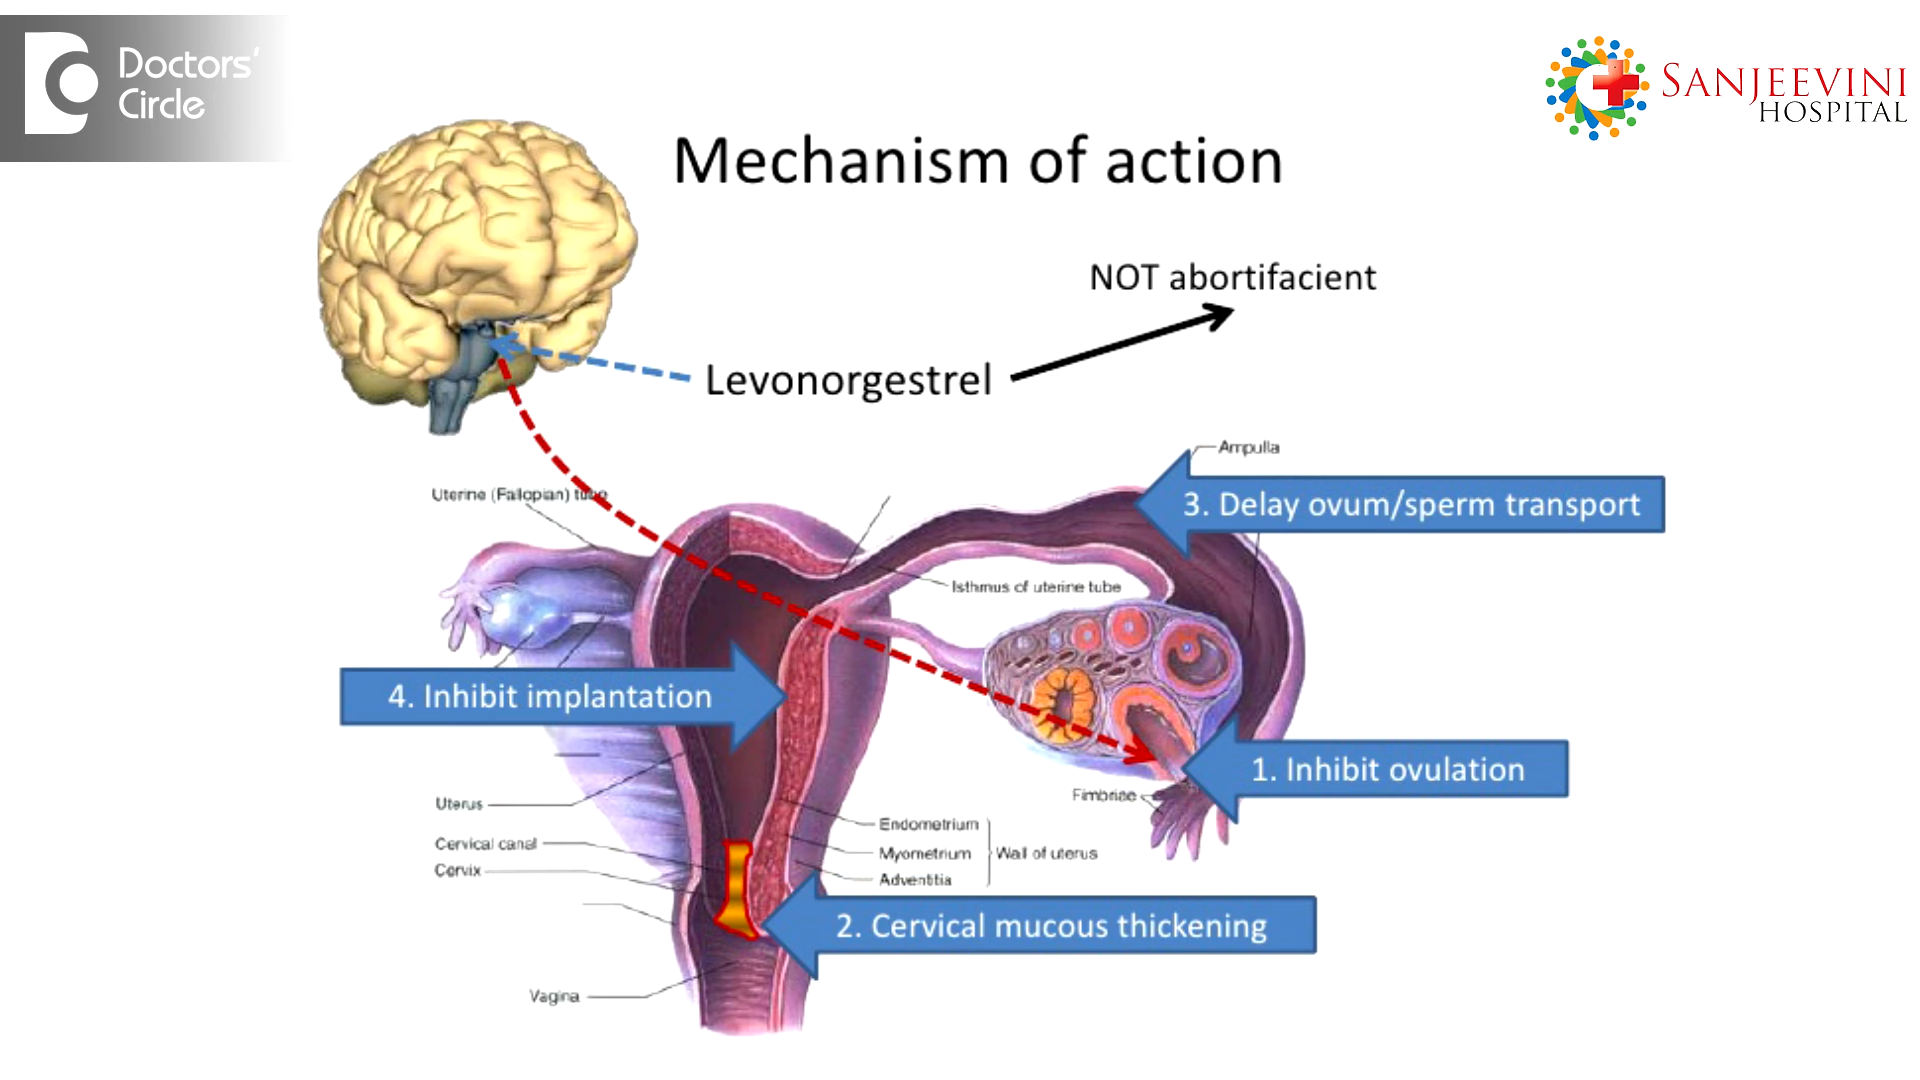 Doctors'
Circle
SANJEEVINI
HOSPITAL
Mechanism of action
NOT abortifacient
Levonorgestrel
Ampulla
Uterine (Fallopian) tube
3. Delay ovum/sperm transport
Isthmus of uterine tube
4. Inhibit implantation
1. Inhibit ovulation
Fimbriae
Uterus
Endometrium
Cervical canal
Myometrium
Wall of uterus
Cervix
Adventitia
2. Cervical mucous thickening
Vagina